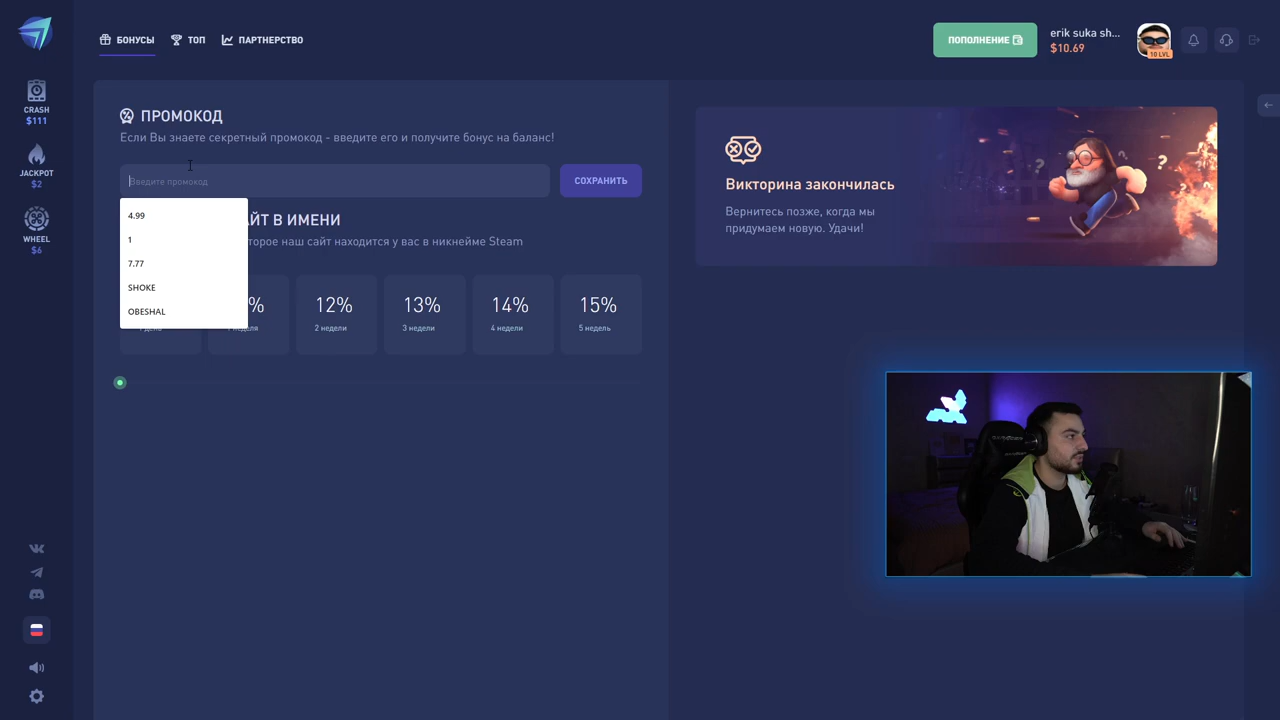 БОНУСЫ
ТОП
ПАРТНЕРСТВО
ПОПОЛНЕНИЕ
erik suka sh...
$10.69
10 LVL
CRASH
$111
JACKPOT
$2
WHEEL
$6
ПРОМОКОД
Если Вы знаете секретный промокод - введите его и получите бонус на баланс!
Введите промокод
СОХРАНИТЬ
4.99
1
7.77
SHOKE
OBESHAL
АЙТ В ИМЕНИ
торое наш сайт находится у вас в никнейме Steam
%
12%
2 недели
13%
3 недели
14%
4 недели
15%
5 недель
Викторина закончилась
Вернитесь позже, когда мы
придумаем новую. Удачи!